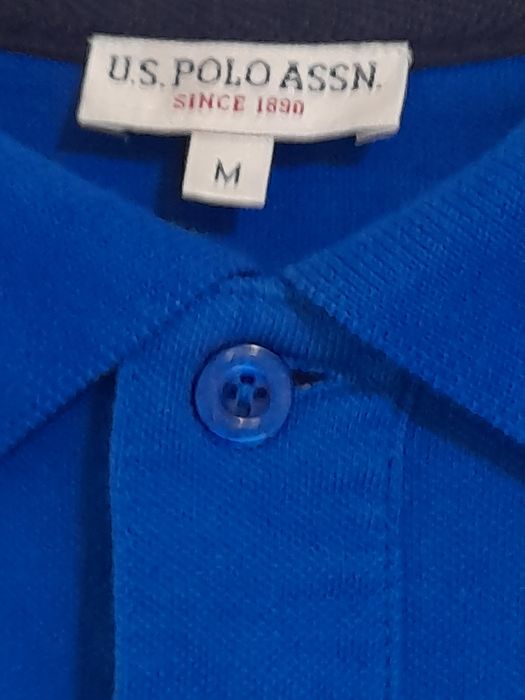 U.S. POLO ASSN.
SINCE 1890
M